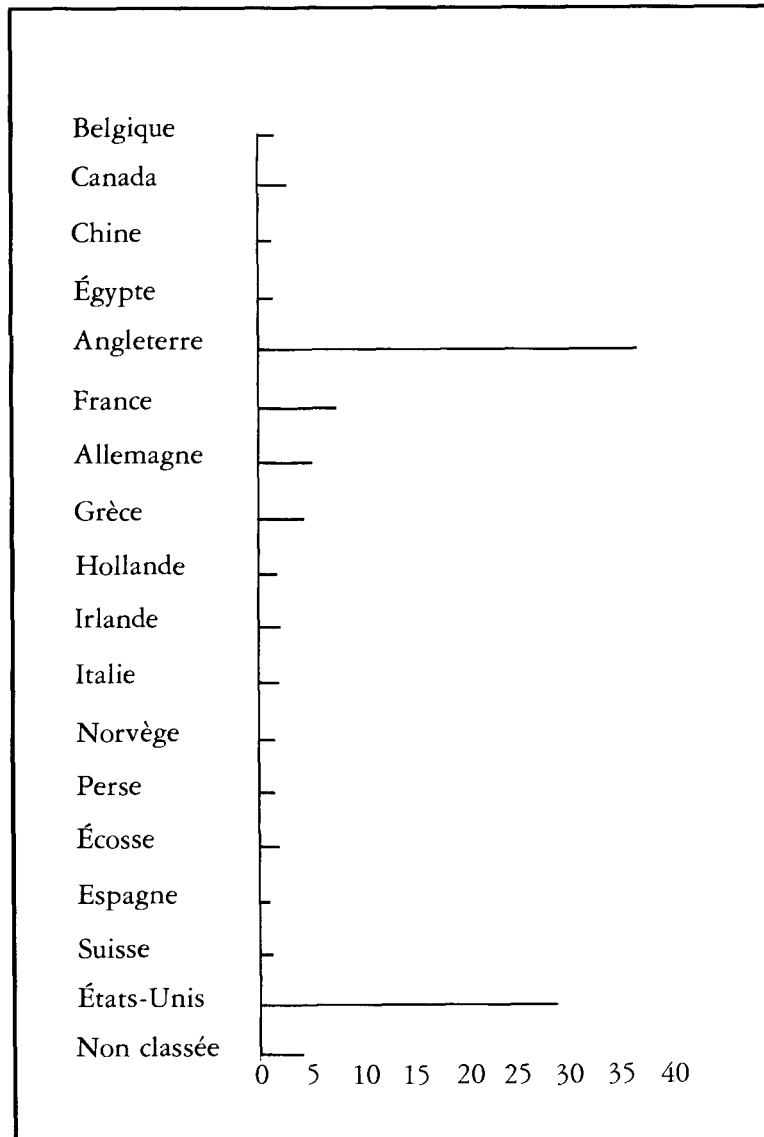 Belgique
Canada
Chine
Égypte
Angleterre
France
Allemagne
Grèce
Hollande
Irlande
Italie
Norvège
Perse
Écosse
Espagne
Suisse
États-Unis
Non classée
0 5 10 15 20 25 30 35 40